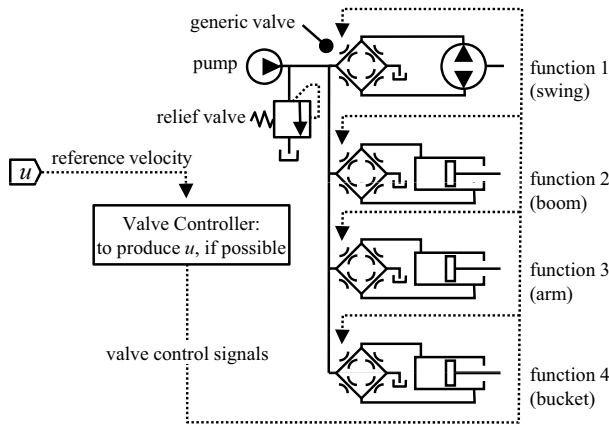 generic valve
pump
function 1
(swing)
relief valve
reference velocity
u
function 2
(boom)
Valve Controller:
to produce u, if possible
function 3
(arm)
valve control signals
function 4
(bucket)